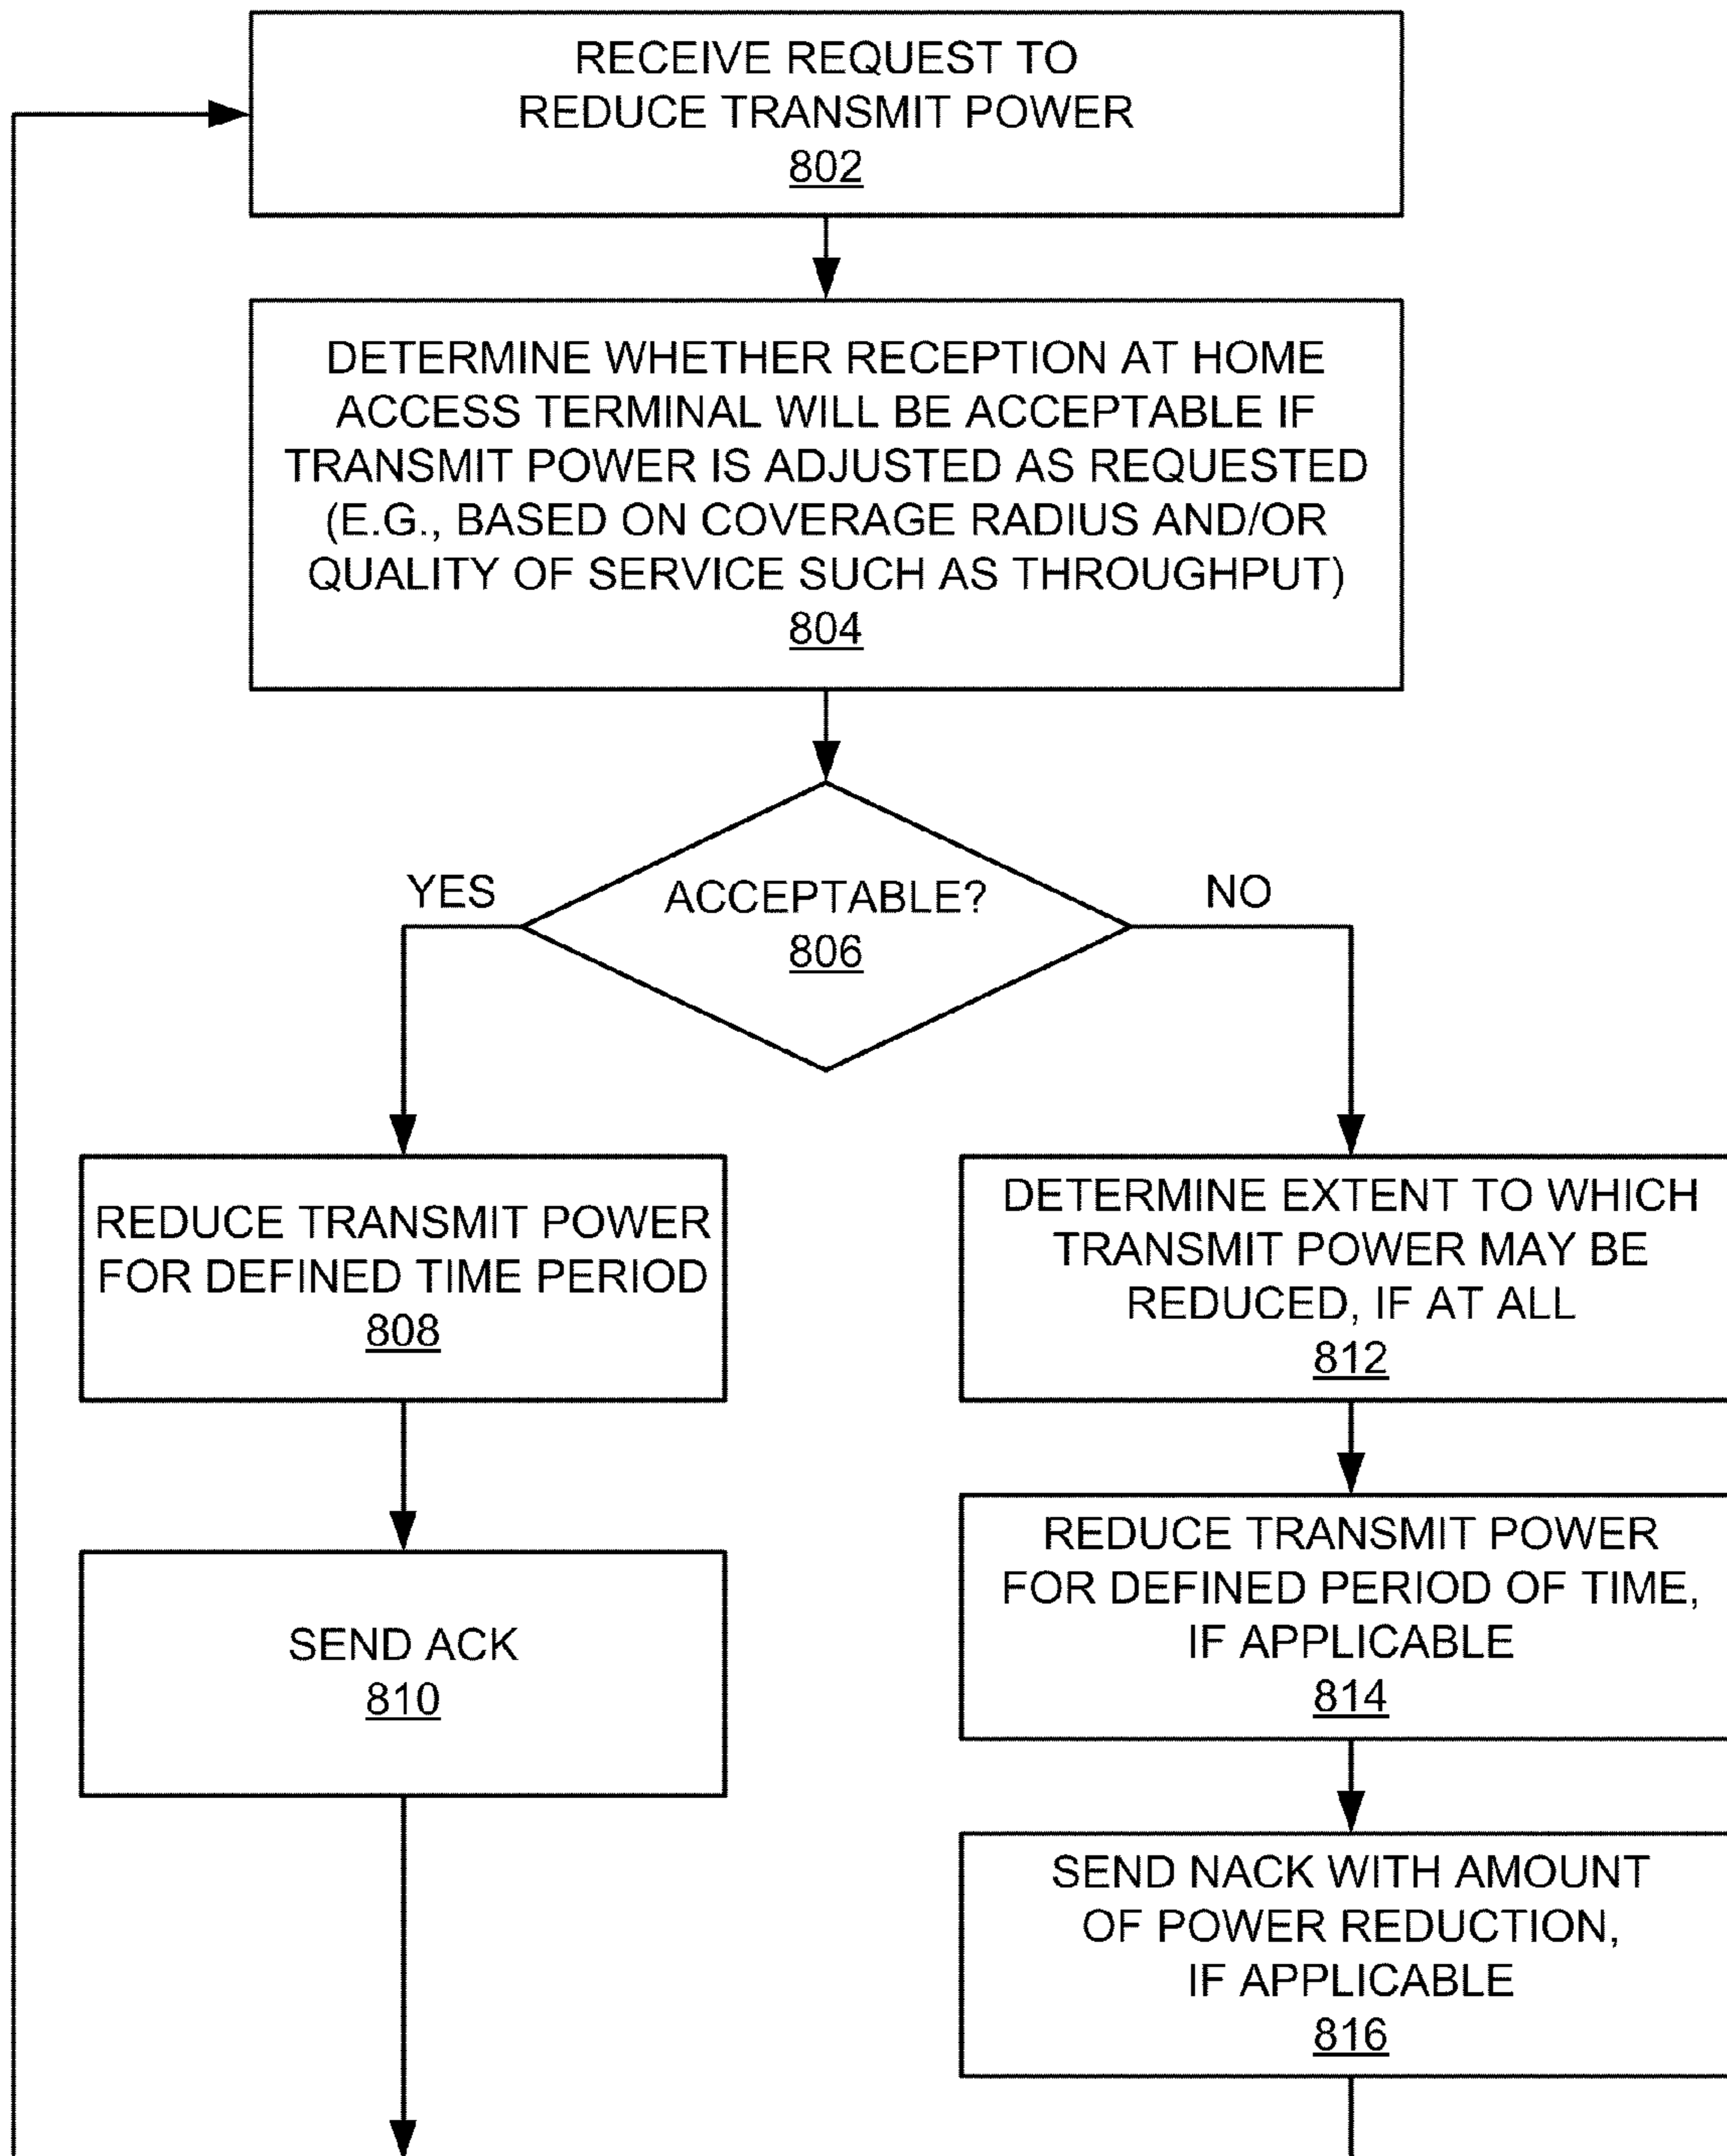 RECEIVE REQUEST TO
REDUCE TRANSMIT POWER
802
DETERMINE WHETHER RECEPTION AT HOME
ACCESS TERMINAL WILL BE ACCEPTABLE IF
TRANSMIT POWER IS ADJUSTED AS REQUESTED
(E.G., BASED ON COVERAGE RADIUS AND/OR
QUALITY OF SERVICE SUCH AS THROUGHPUT)
804
YES
ACCEPTABLE?
806
NO
REDUCE TRANSMIT POWER
FOR DEFINED TIME PERIOD
808
SEND ACK
810
DETERMINE EXTENT TO WHICH
TRANSMIT POWER MAY BE
REDUCED, IF AT ALL
812
REDUCE TRANSMIT POWER
FOR DEFINED PERIOD OF TIME,
IF APPLICABLE
814
SEND NACK WITH AMOUNT
OF POWER REDUCTION,
IF APPLICABLE
816